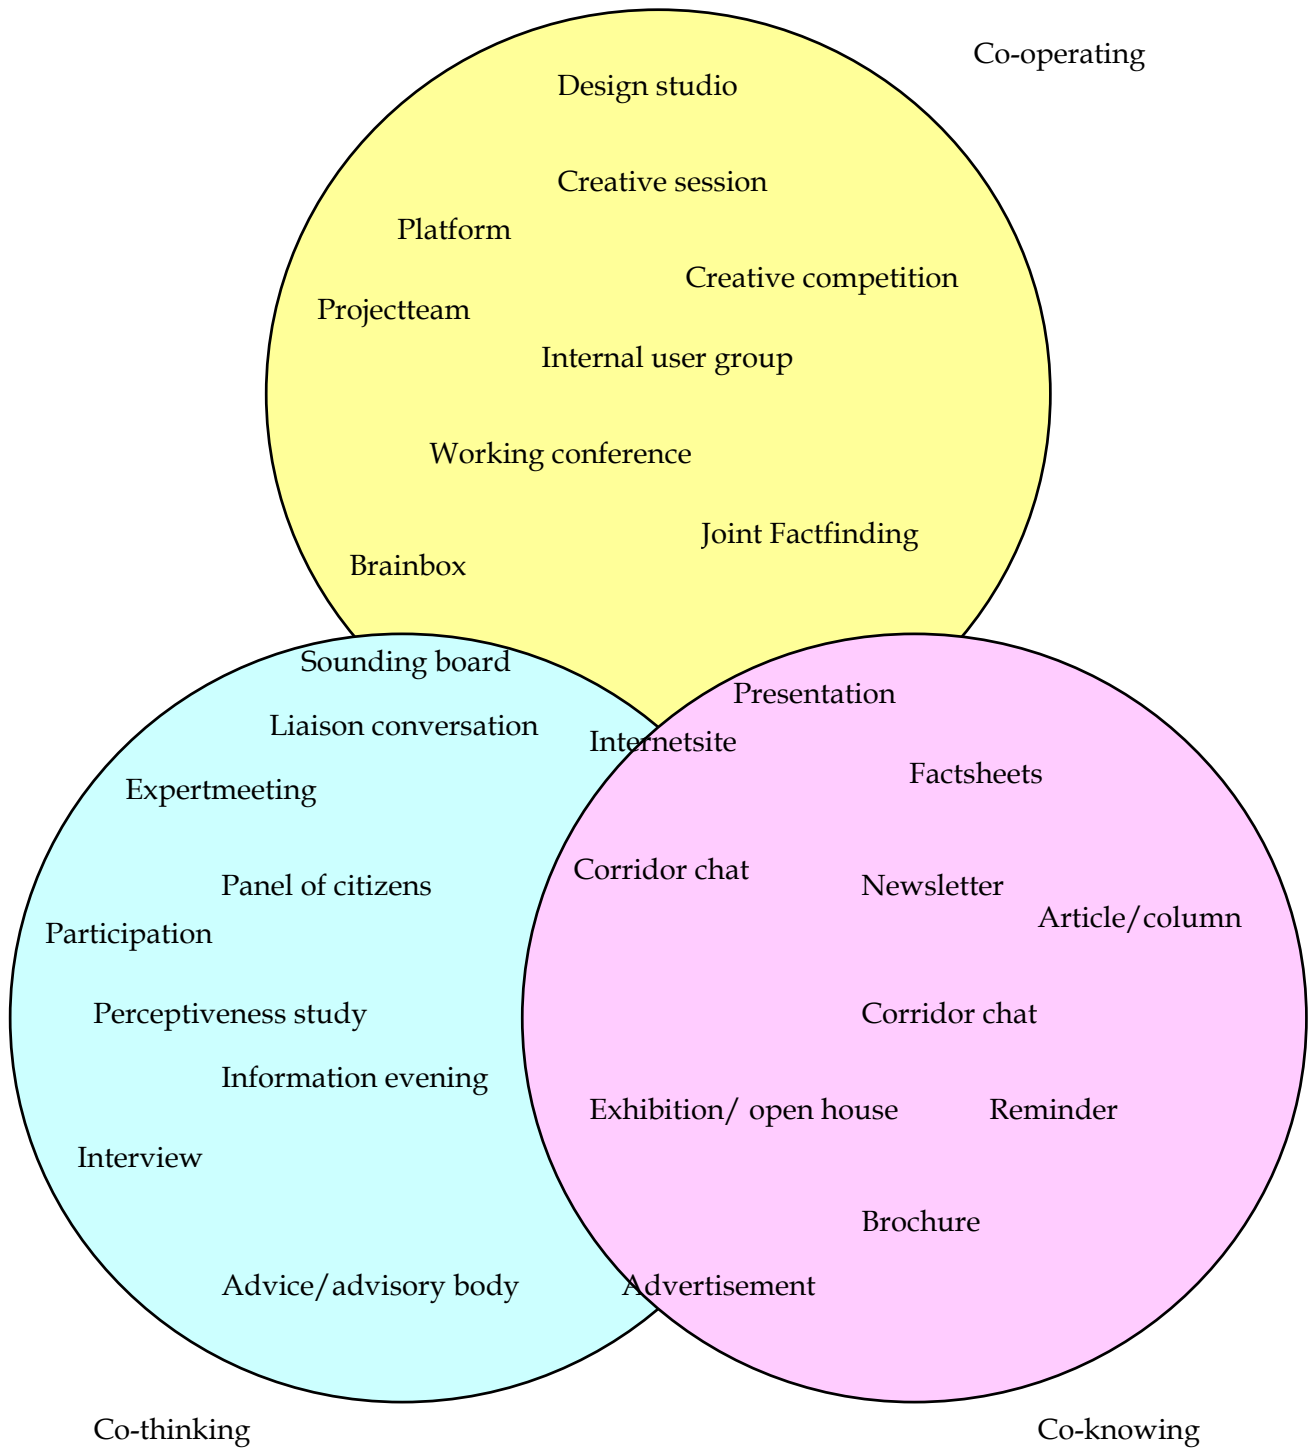 Co-operating
Design studio
Creative session
Platform
Creative competition
Projectteam
Internal user group
Working conference
Joint Factfinding
Brainbox
Sounding board
Presentation
Liaison conversation
Internetsite
Factsheets
Expertmeeting
Corridor chat
Panel of citizens
Newsletter
Article/column
Participation
Perceptiveness study
Corridor chat
Information evening
Exhibition/ open house
Reminder
Interview
Brochure
Advice/advisory body
Advertisement
Co-thinking
Co-knowing